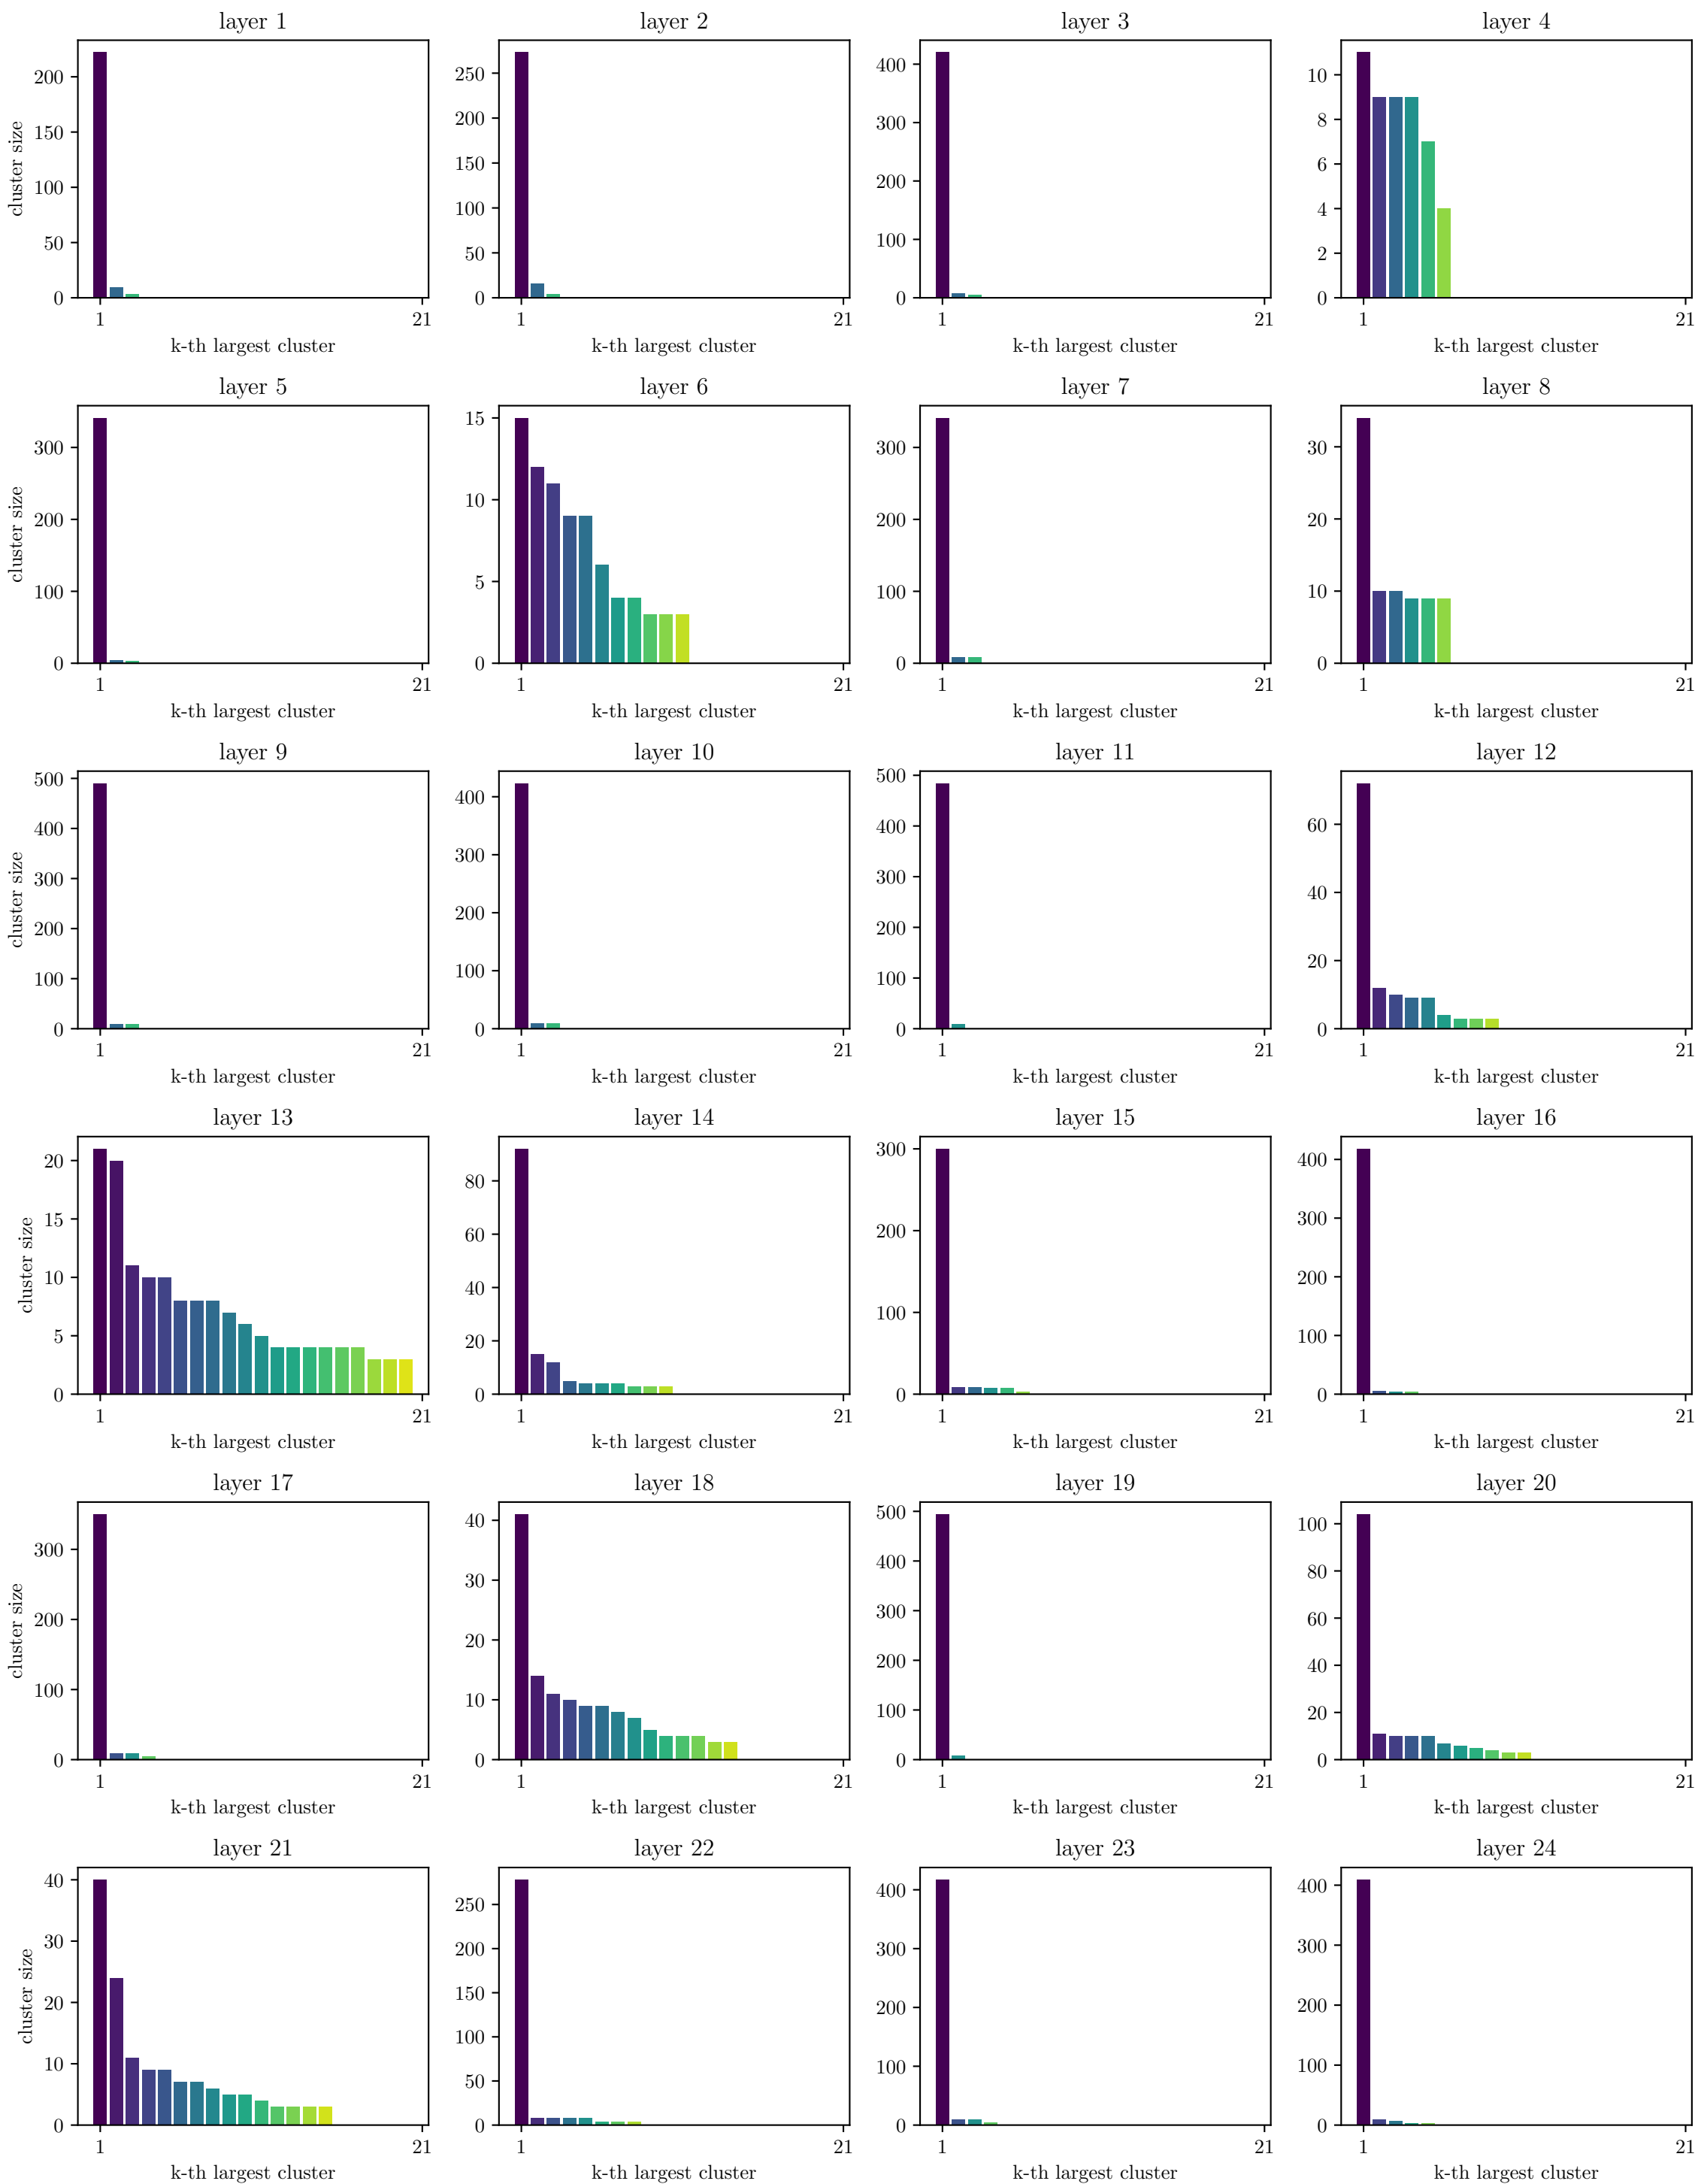 layer 1
200
150
100
50
0
cluster size
1 21
k-th largest cluster
layer 2
250
200
150
100
50
0
1 21
k-th largest cluster
layer 3
400
300
200
100
0
1 21
k-th largest cluster
layer 4
10
8
6
4
2
0
1 21
k-th largest cluster
layer 5
300
200
100
0
cluster size
1 21
k-th largest cluster
layer 6
15
10
5
0
1 21
k-th largest cluster
layer 7
300
200
100
0
1 21
k-th largest cluster
layer 8
30
20
10
0
1 21
k-th largest cluster
layer 9
500
400
300
200
100
0
cluster size
1 21
k-th largest cluster
layer 10
400
300
200
100
0
1 21
k-th largest cluster
layer 11
500
400
300
200
100
0
1 21
k-th largest cluster
layer 12
60
40
20
0
1 21
k-th largest cluster
layer 13
20
15
10
5
0
cluster size
1 21
k-th largest cluster
layer 14
80
60
40
20
0
1 21
k-th largest cluster
layer 15
300
200
100
0
1 21
k-th largest cluster
layer 16
400
300
200
100
0
1 21
k-th largest cluster
layer 17
300
200
100
0
cluster size
1 21
k-th largest cluster
layer 18
40
30
20
10
0
1 21
k-th largest cluster
layer 19
500
400
300
200
100
0
1 21
k-th largest cluster
layer 20
100
80
60
40
20
0
1 21
k-th largest cluster
layer 21
40
30
20
10
0
cluster size
1 21
k-th largest cluster
layer 22
250
200
150
100
50
0
1 21
k-th largest cluster
layer 23
400
300
200
100
0
1 21
k-th largest cluster
layer 24
400
300
200
100
0
1 21
k-th largest cluster